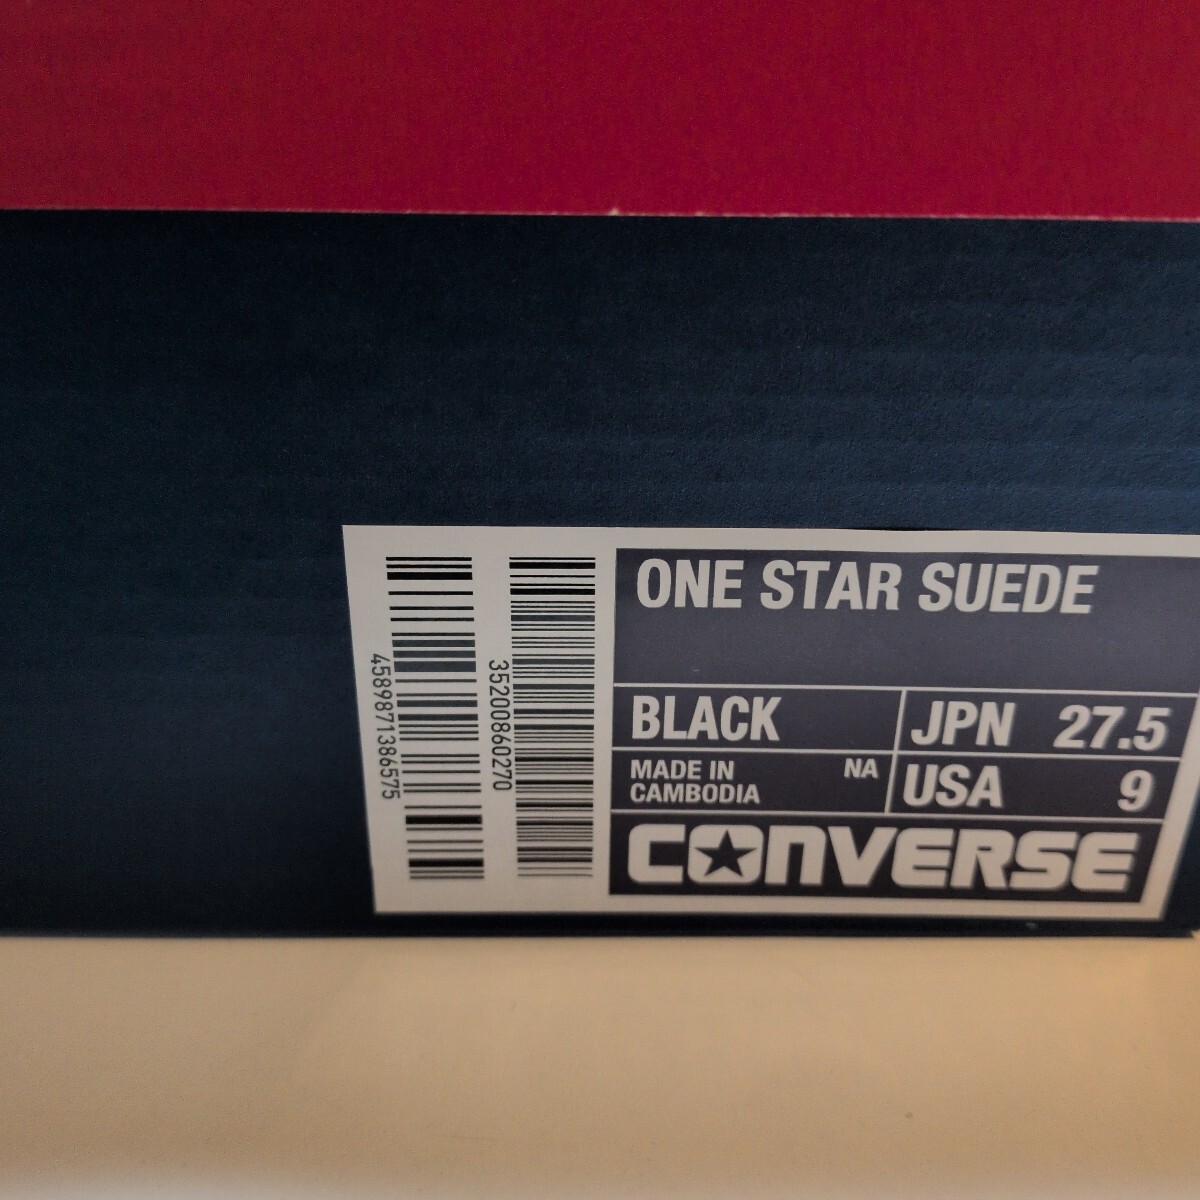 4589871386575
35200860270
ONE STAR SUEDE
BLACK
JPN 27.5
MADE IN
CAMBODIA
NA
USA 9
CONVERSE